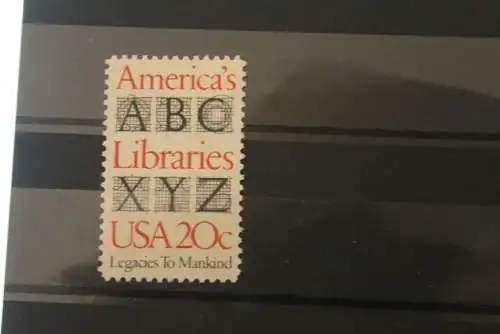 America's
ABC
Libraries
XYZ
USA 20c
Legacies To Mankind